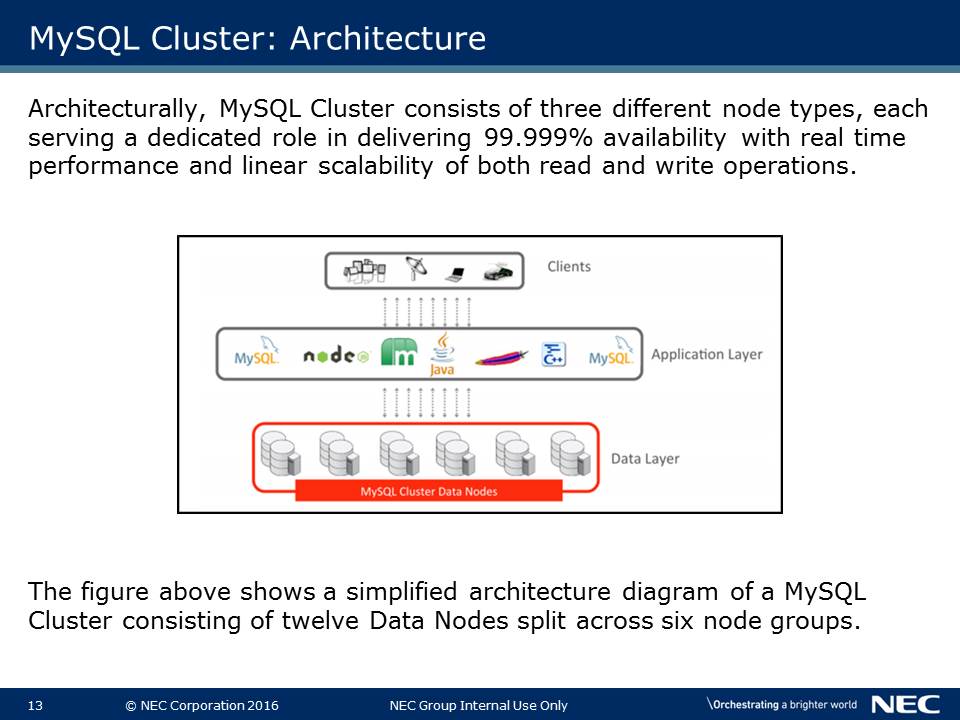 MySQL Cluster: Architecture
Architecturally, MySQL Cluster consists of three different node types, each
serving a dedicated role in delivering 99.999% availability with real time
performance and linear scalability of both read and write operations.
Clients
MySQL node JS m Java C++ MySQL Application Layer
Data Layer
MySQL Cluster Data Nodes
The figure above shows a simplified architecture diagram of a MySQL
Cluster consisting of twelve Data Nodes split across six node groups.
13 © NEC Corporation 2016 NEC Group Internal Use Only \Orchestrating a brighter world NEC